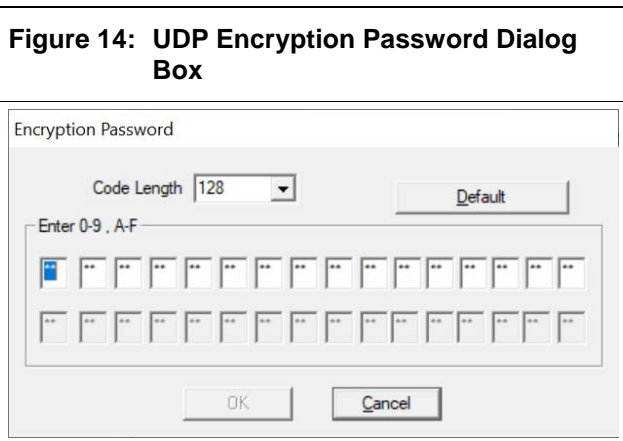 Figure 14: UDP Encryption Password Dialog
Box
Encryption Password
Code Length 128 Default
Enter 0-9 , A-F
** ** ** ** ** ** ** ** ** ** ** ** ** ** ** **
** ** ** ** ** ** ** ** ** ** ** ** ** ** ** **
OK Cancel